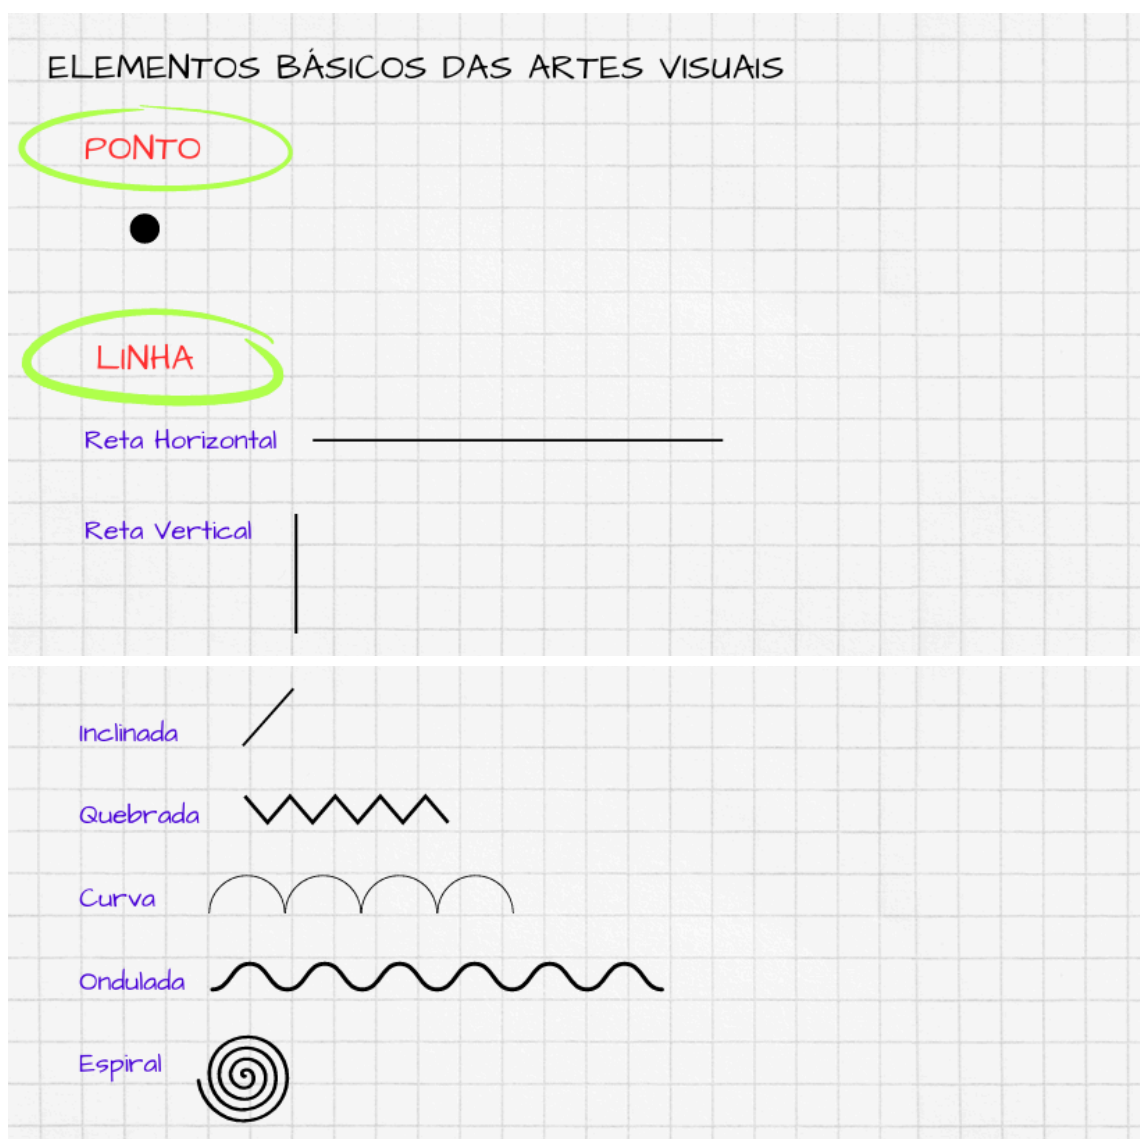 ELEMENTOS BÁSICOS DAS ARTES VISUAIS
PONTO
LINHA
Reta Horizontal
Reta Vertical
Inclinada
Quebrada
Curva
Ondulada
Espiral